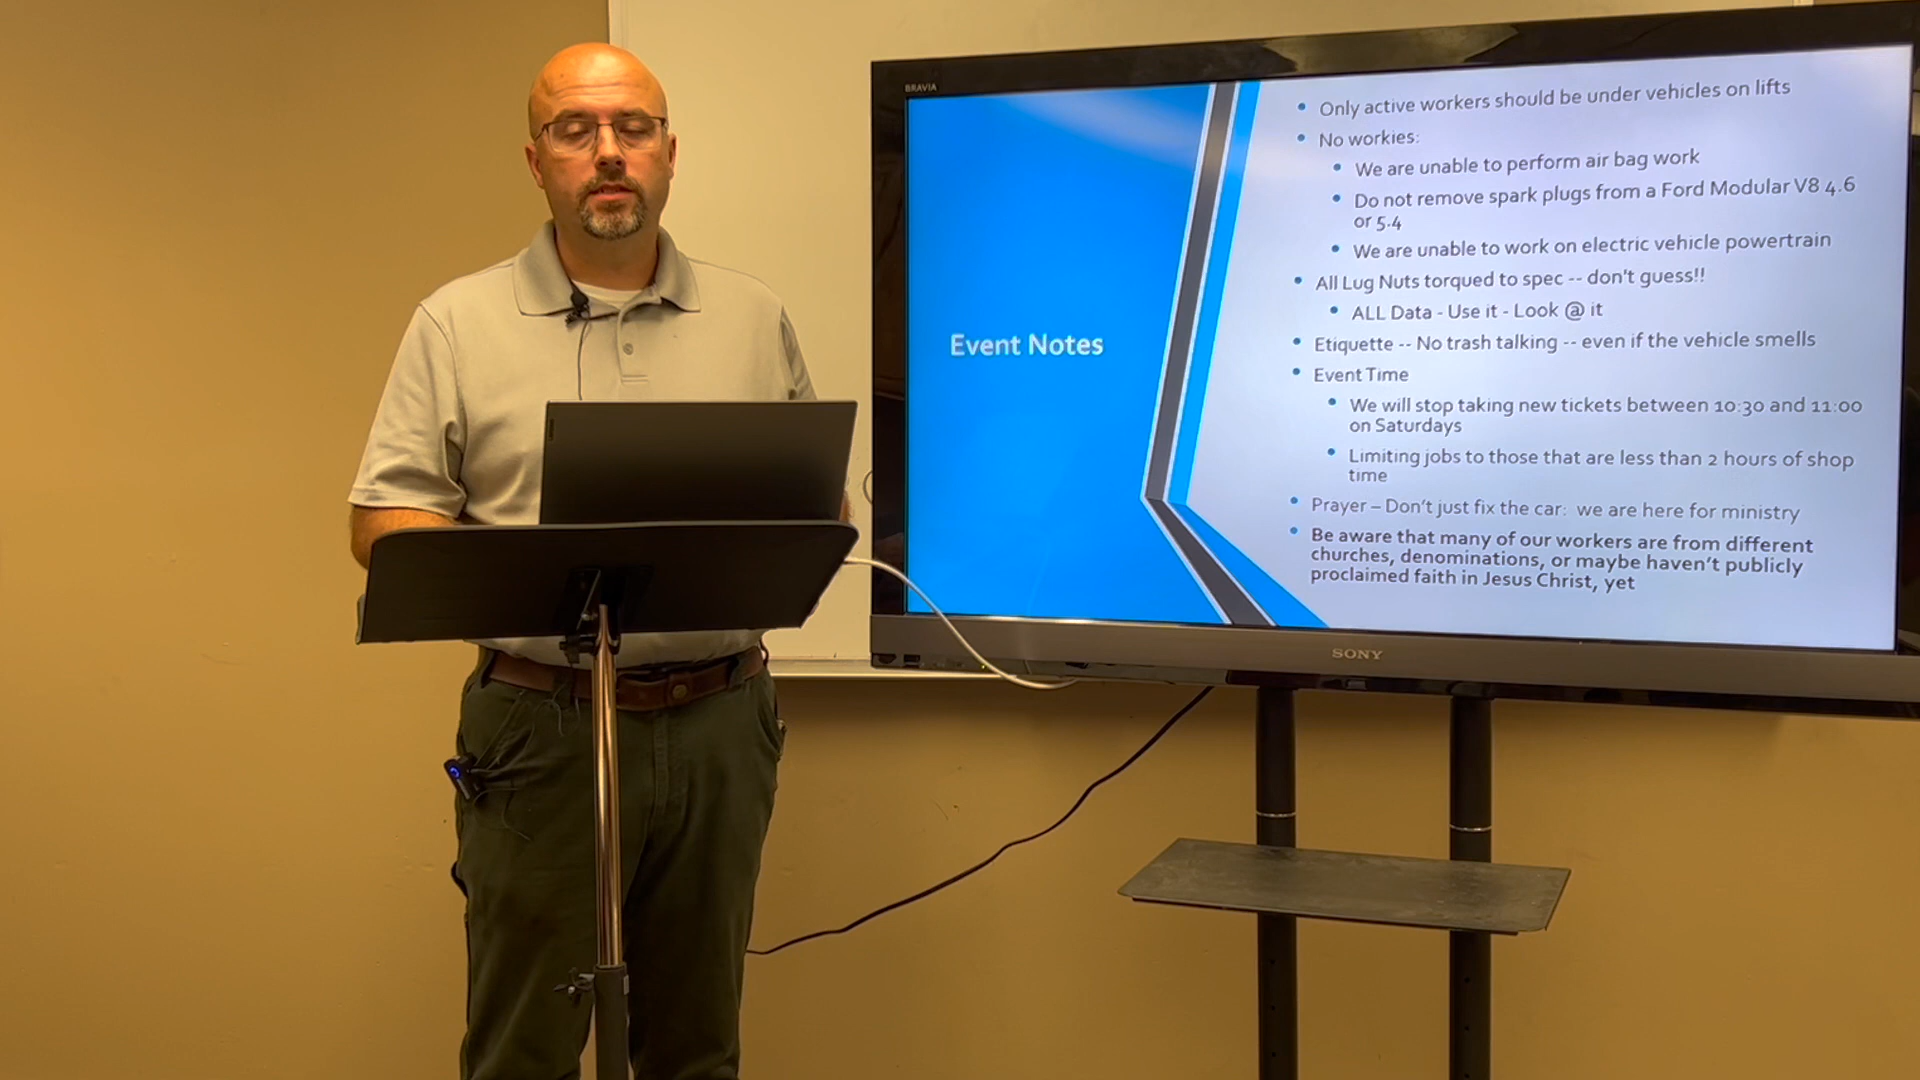 BRAVIA
Event Notes
Only active workers should be under vehicles on lifts
No workies:
We are unable to perform air bag work
Do not remove spark plugs from a Ford Modular V8 4.6
or 5.4
We are unable to work on electric vehicle powertrain
All Lug Nuts torqued to spec -- don't guess!!
ALL Data - Use it - Look @ it
Etiquette -- No trash talking -- even if the vehicle smells
Event Time
We will stop taking new tickets between 10:30 and 11:00
on Saturdays
Limiting jobs to those that are less than 2 hours of shop
time
Prayer – Don't just fix the car: we are here for ministry
Be aware that many of our workers are from different
churches, denominations, or maybe haven't publicly
proclaimed faith in Jesus Christ, yet
SONY